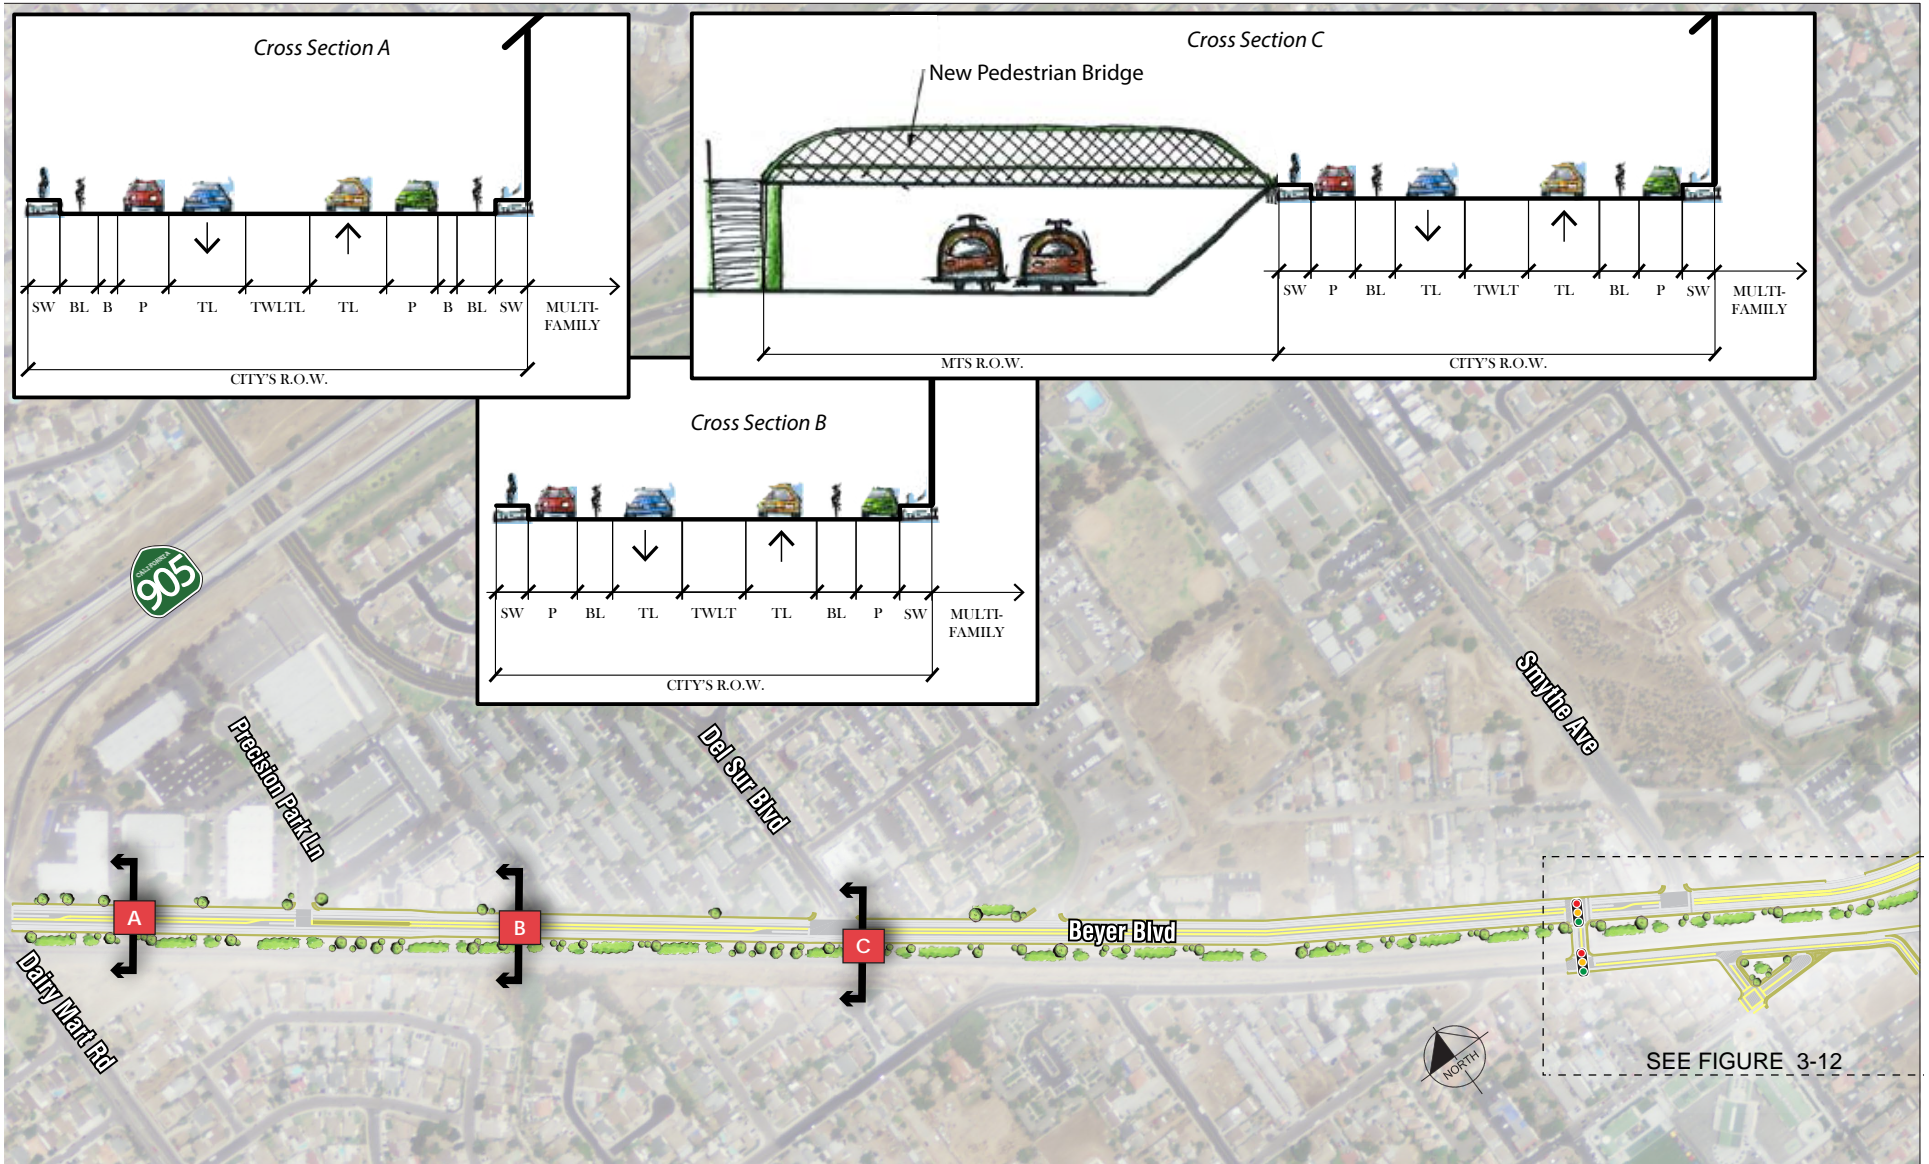 Cross Section A
SW BL B P TL TWLTL TL P B BL SW MULTI-
FAMILY
CITY'S R.O.W.
Cross Section C
New Pedestrian Bridge
SW P BL TL TWLT TL BL P SW MULTI-
FAMILY
MTS R.O.W. CITY'S R.O.W.
Cross Section B
SW P BL TL TWLT TL BL P SW MULTI-
FAMILY
CITY'S R.O.W.
CALIFORNIA
905
Precision Park Ln
Del Sur Blvd
Smythe Ave
A
B
C
Beyer Blvd
Dairy Mart Rd
NORTH
SEE FIGURE 3-12